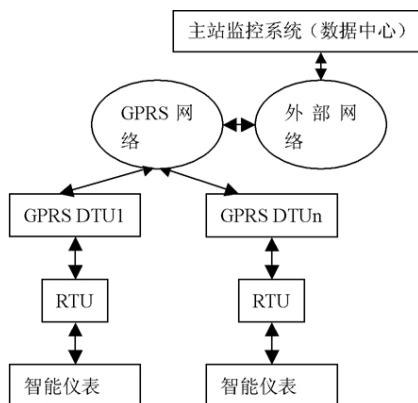 主站监控系统（数据中心）
GPRS 网
络
外 部 网
络
GPRS DTU1
GPRS DTUn
RTU
RTU
智能仪表
智能仪表